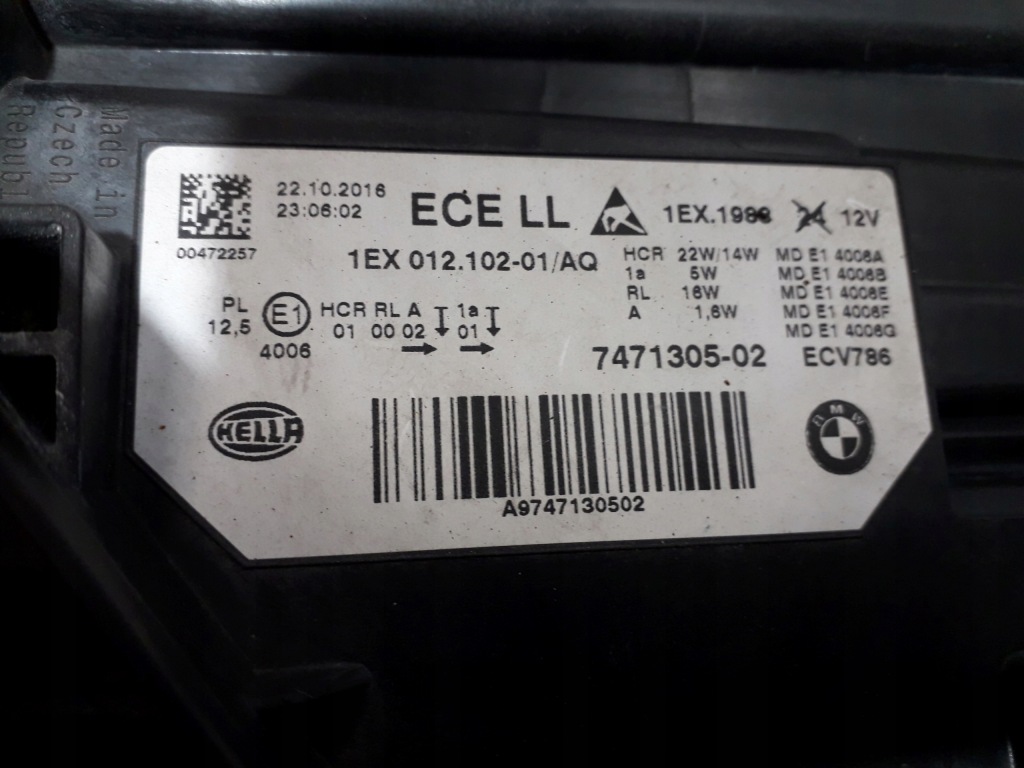 Made in
Czech
Republi
22.10.2016
23:06:02
00472257
ECE LL
1EX.1988 24 12V
1EX 012.102-01/AQ
HCR 22W/14W MD E1 4006A
1a 5W MD E1 4006B
RL 16W MD E1 4006E
A 1,6W MD E1 4006F
MD E1 4006G
PL
12,5
E1
4006
HCR RL A 1a
01 00 02 01
7471305-02
ECV786
HELLA
A9747130502
BMW